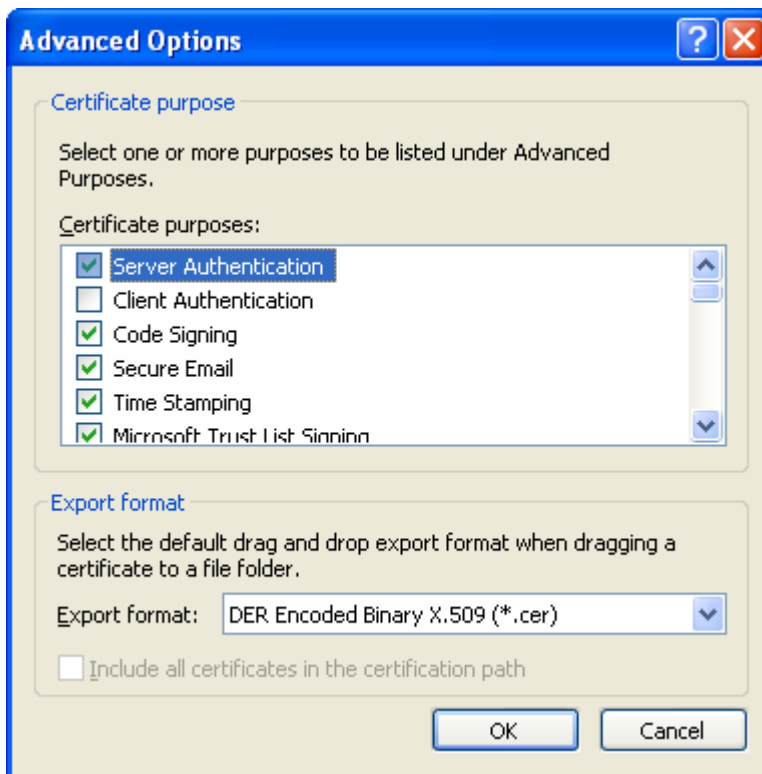 Advanced Options
Certificate purpose
Select one or more purposes to be listed under Advanced
Purposes.
Certificate purposes:
Server Authentication
Client Authentication
Code Signing
Secure Email
Time Stamping
Microsoft Trust List Signing
Export format
Select the default drag and drop export format when dragging a
certificate to a file folder.
Export format: DER Encoded Binary X.509 (*.cer)
Include all certificates in the certification path
OK Cancel